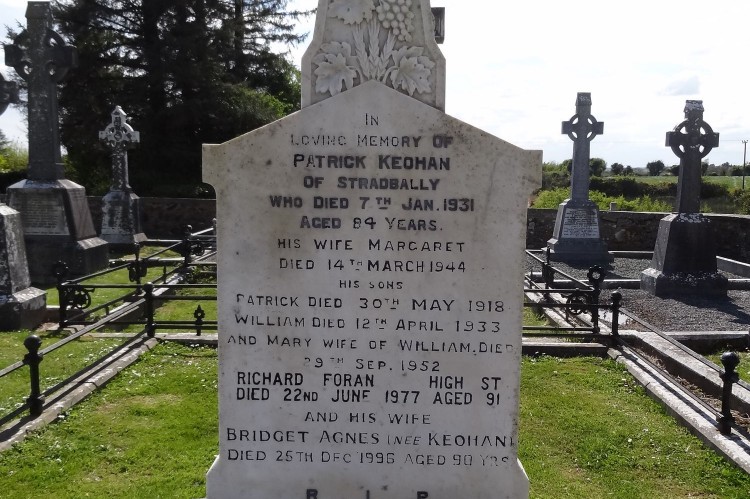 IN
LOVING MEMORY OF
PATRICK KEOHAN
OF STRADBALLY
WHO DIED 7TH JAN. 1931
AGED 84 YEARS.
HIS WIFE MARGARET
DIED 14TH MARCH 1944
HIS SONS
PATRICK DIED 30TH MAY 1918
WILLIAM DIED 12TH APRIL 1933
AND MARY WIFE OF WILLIAM, DIED
29TH SEP. 1952
RICHARD FORAN HIGH ST
DIED 22ND JUNE 1977 AGED 91
AND HIS WIFE
BRIDGET AGNES (NEE KEOHAN)
DIED 25TH DEC 1996 AGED 90 YRS
R.I.P.